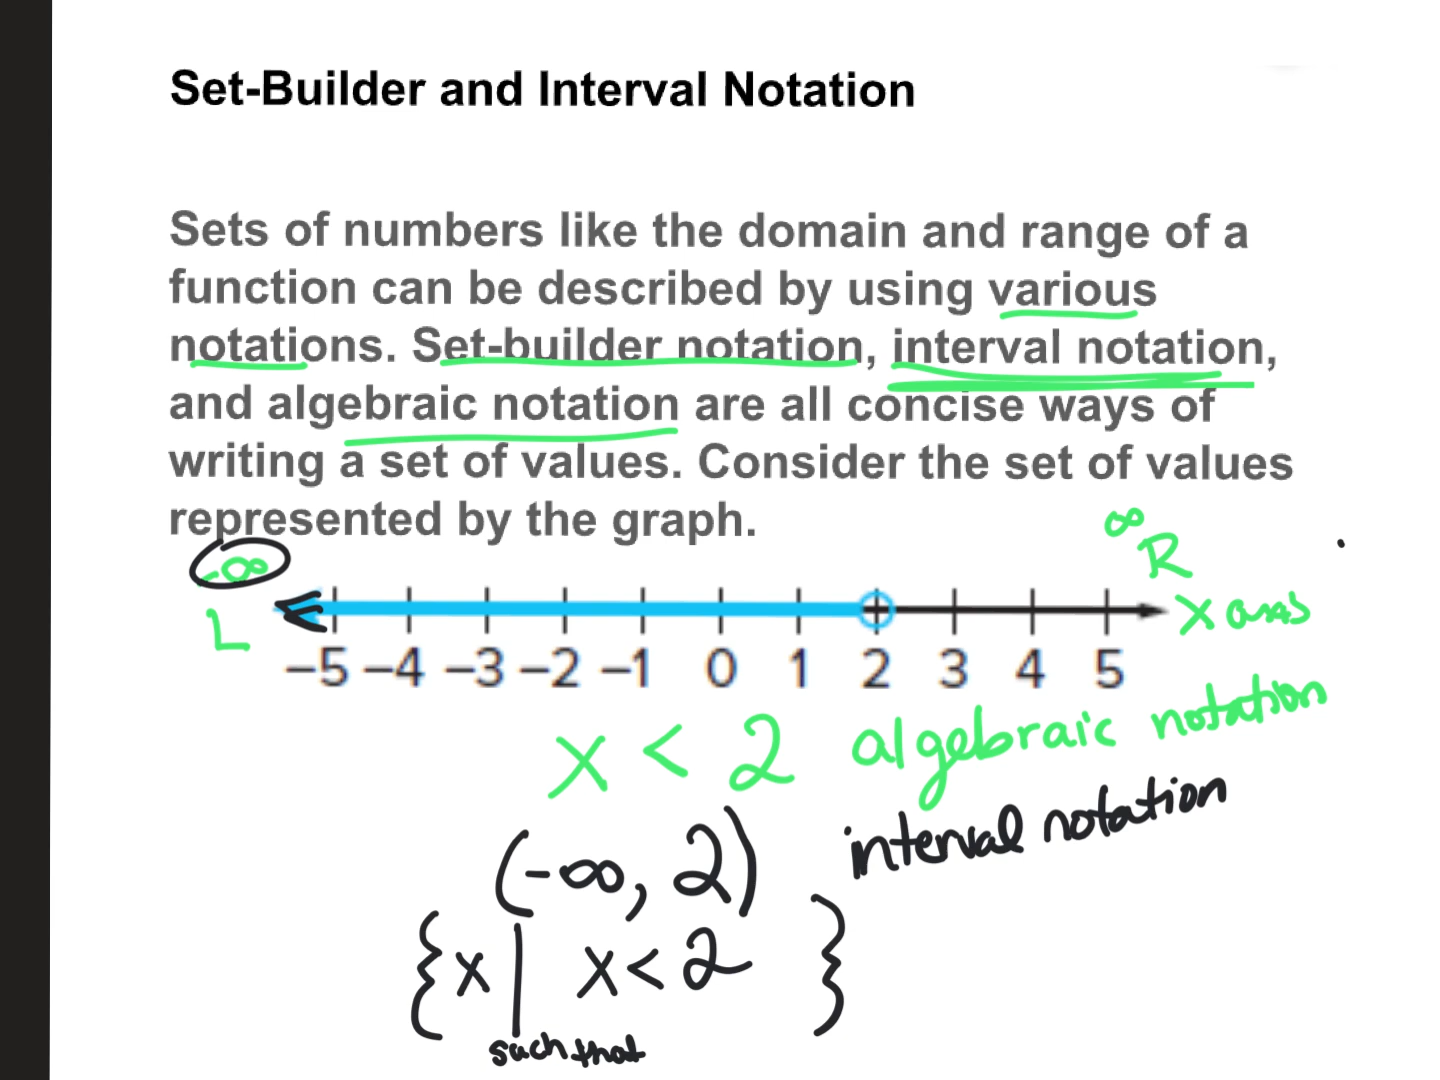 Set-Builder and Interval Notation
Sets of numbers like the domain and range of a
function can be described by using various
notations. Set-builder notation, interval notation,
and algebraic notation are all concise ways of
writing a set of values. Consider the set of values
represented by the graph.
-∞ ∞
R
L x axis
−5 −4 −3 −2 −1 0 1 2 3 4 5
x < 2 algebraic notation
(-∞, 2) interval notation
{x | x < 2 }
such that